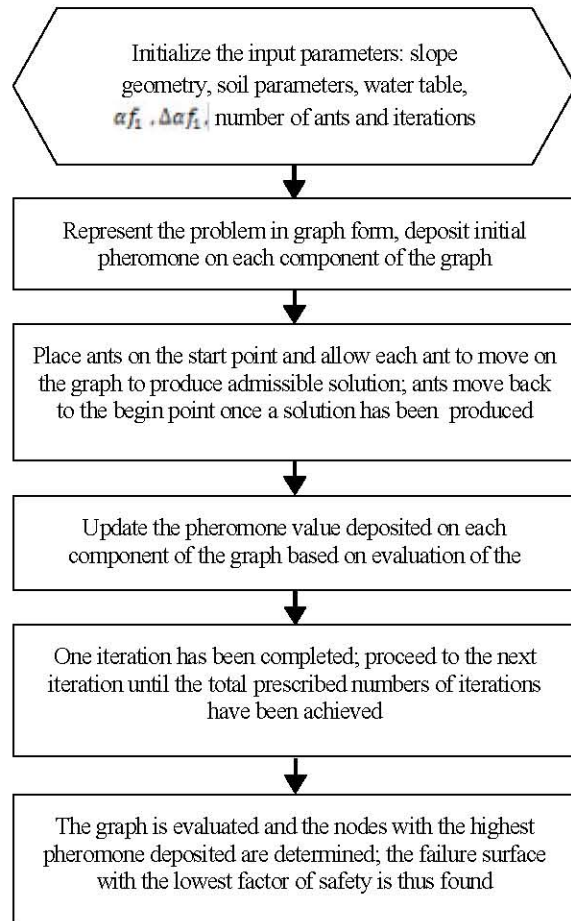 Initialize the input parameters: slope
geometry, soil parameters, water table,
αf₁ , Δαf₁, number of ants and iterations
Represent the problem in graph form, deposit initial
pheromone on each component of the graph
Place ants on the start point and allow each ant to move on
the graph to produce admissible solution; ants move back
to the begin point once a solution has been produced
Update the pheromone value deposited on each
component of the graph based on evaluation of the
One iteration has been completed; proceed to the next
iteration until the total prescribed numbers of iterations
have been achieved
The graph is evaluated and the nodes with the highest
pheromone deposited are determined; the failure surface
with the lowest factor of safety is thus found